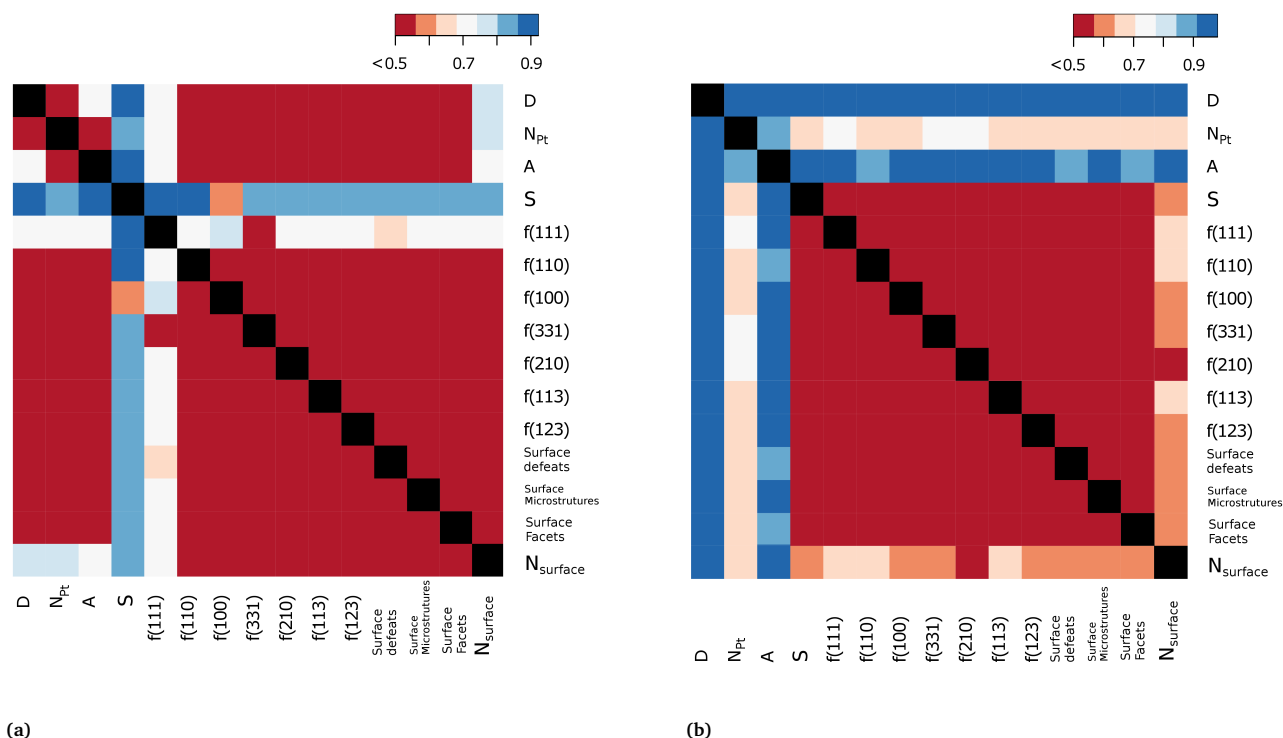 <0.5 0.7 0.9
D
N_Pt
A
S
f(111)
f(110)
f(100)
f(331)
f(210)
f(113)
f(123)
Surface
defeats
Surface
Microstrutures
Surface
Facets
N_surface
D
N_Pt
A
S
f(111)
f(110)
f(100)
f(331)
f(210)
f(113)
f(123)
Surface
defeats
Surface
Microstrutures
Surface
Facets
N_surface
(a)
<0.5 0.7 0.9
D
N_Pt
A
S
f(111)
f(110)
f(100)
f(331)
f(210)
f(113)
f(123)
Surface
defeats
Surface
Microstrutures
Surface
Facets
N_surface
D
N_Pt
A
S
f(111)
f(110)
f(100)
f(331)
f(210)
f(113)
f(123)
Surface
defeats
Surface
Microstrutures
Surface
Facets
N_surface
(b)